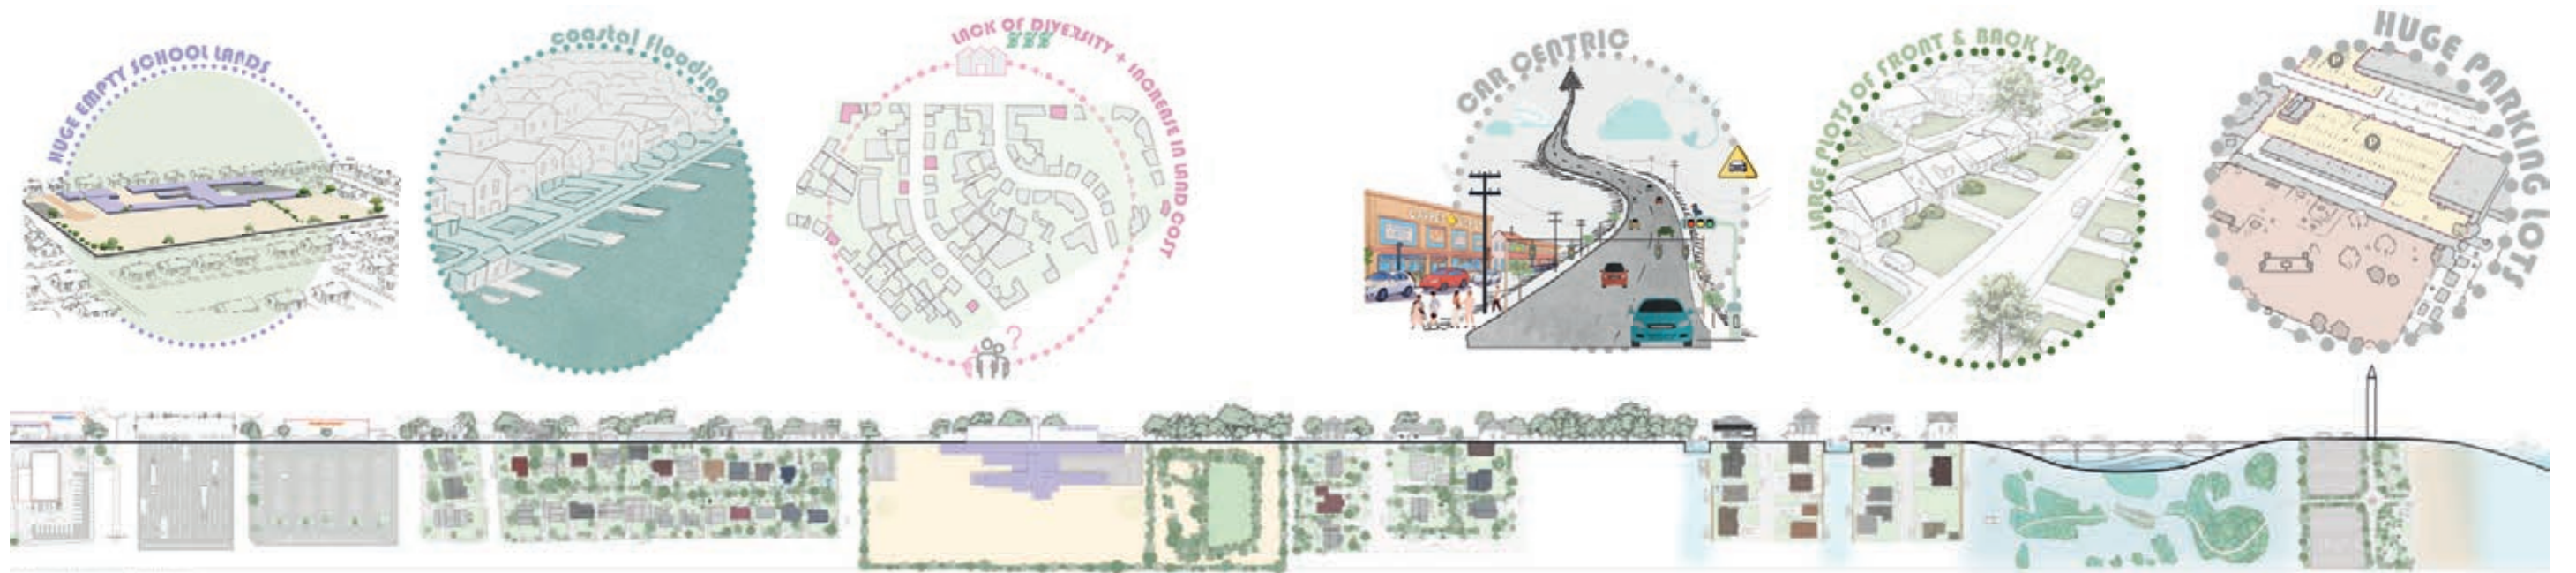 HUGE EMPTY SCHOOL LANDS
coastal flooding
LACK OF DIVERSITY + INCREASE IN LAND COST
$$$
?
CAR CENTRIC
LARGE PLOTS OF FRONT & BACK YARDS
HUGE PARKING LOTS
P
P